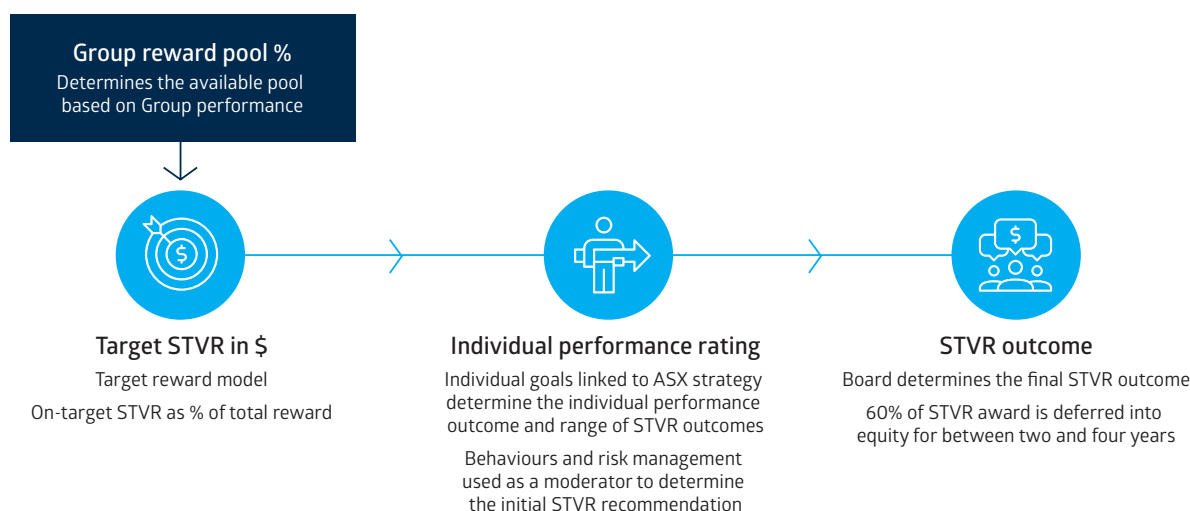 Group reward pool %
Determines the available pool
based on Group performance
$
Target STVR in $
Target reward model
On-target STVR as % of total reward
Individual performance rating
Individual goals linked to ASX strategy
determine the individual performance
outcome and range of STVR outcomes
Behaviours and risk management
used as a moderator to determine
the initial STVR recommendation
$
STVR outcome
Board determines the final STVR outcome
60% of STVR award is deferred into
equity for between two and four years